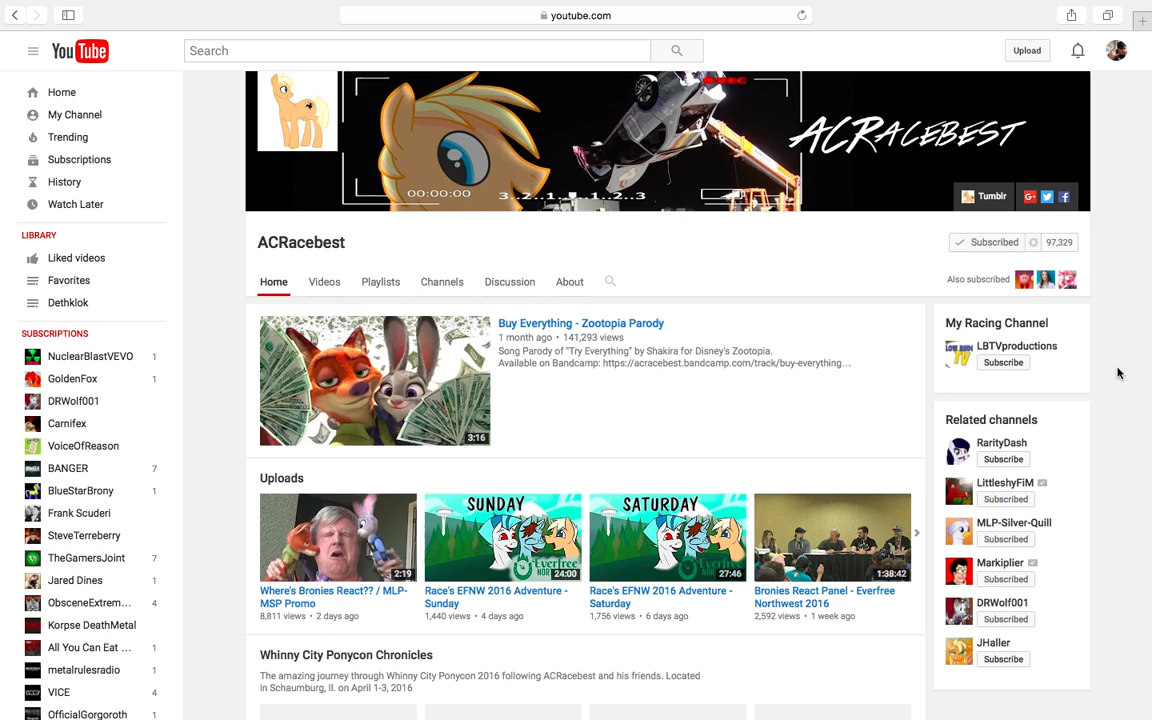 youtube.com
YouTube
Search
Upload
Home
My Channel
Trending
Subscriptions
History
Watch Later
LIBRARY
Liked videos
Favorites
Dethklok
SUBSCRIPTIONS
NuclearBlastVEVO 1
GoldenFox 1
DRWolf001
Carnifex
VoiceOfReason
BANGER 7
BlueStarBrony 1
Frank Scuderi
SteveTerreberry
TheGamersJoint 7
Jared Dines 1
ObsceneExtrem... 4
Korpse DeathMetal
All You Can Eat ... 1
metalrulesradio 1
VICE 4
OfficialGorgoroth 1
REC
00:00:00
ACRACEBEST
Tumblr
ACRacebest
Subscribed 97,329
Home Videos Playlists Channels Discussion About
Also subscribed
Buy Everything - Zootopia Parody
1 month ago • 141,293 views
Song Parody of "Try Everything" by Shakira for Disney's Zootopia.
Available on Bandcamp: https://acracebest.bandcamp.com/track/buy-everything...
3:16
Uploads
2:19
SUNDAY
Everfree
24:00
SATURDAY
Everfree
27:46
1:38:42
Where's Bronies React?? / MLP-
MSP Promo
8,811 views • 2 days ago
Race's EFNW 2016 Adventure -
Sunday
1,440 views • 4 days ago
Race's EFNW 2016 Adventure -
Saturday
1,756 views • 6 days ago
Bronies React Panel - Everfree
Northwest 2016
2,592 views • 1 week ago
Whinny City Ponycon Chronicles
The amazing journey through Whinny City Ponycon 2016 following ACRacebest and his friends. Located
in Schaumburg, Il. on April 1-3, 2016
My Racing Channel
LBTVproductions
Subscribe
Related channels
RarityDash
Subscribe
LittleshyFiM
Subscribed
MLP-Silver-Quill
Subscribed
Markiplier
Subscribed
DRWolf001
Subscribed
JHaller
Subscribe